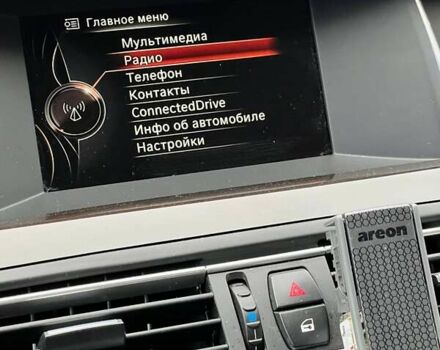 Главное меню
Мультимедиа
Радио
Телефон
Контакты
ConnectedDrive
Инфо об автомобиле
Настройки
areon